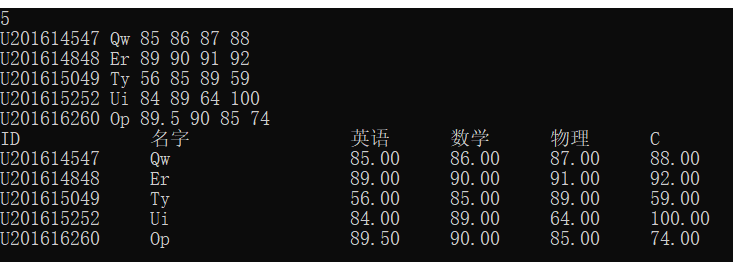 5
U201614547 Qw 85 86 87 88
U201614848 Er 89 90 91 92
U201615049 Ty 56 85 89 59
U201615252 Ui 84 89 64 100
U201616260 Op 89.5 90 85 74
ID 名字 英语 数学 物理 C
U201614547 Qw 85.00 86.00 87.00 88.00
U201614848 Er 89.00 90.00 91.00 92.00
U201615049 Ty 56.00 85.00 89.00 59.00
U201615252 Ui 84.00 89.00 64.00 100.00
U201616260 Op 89.50 90.00 85.00 74.00